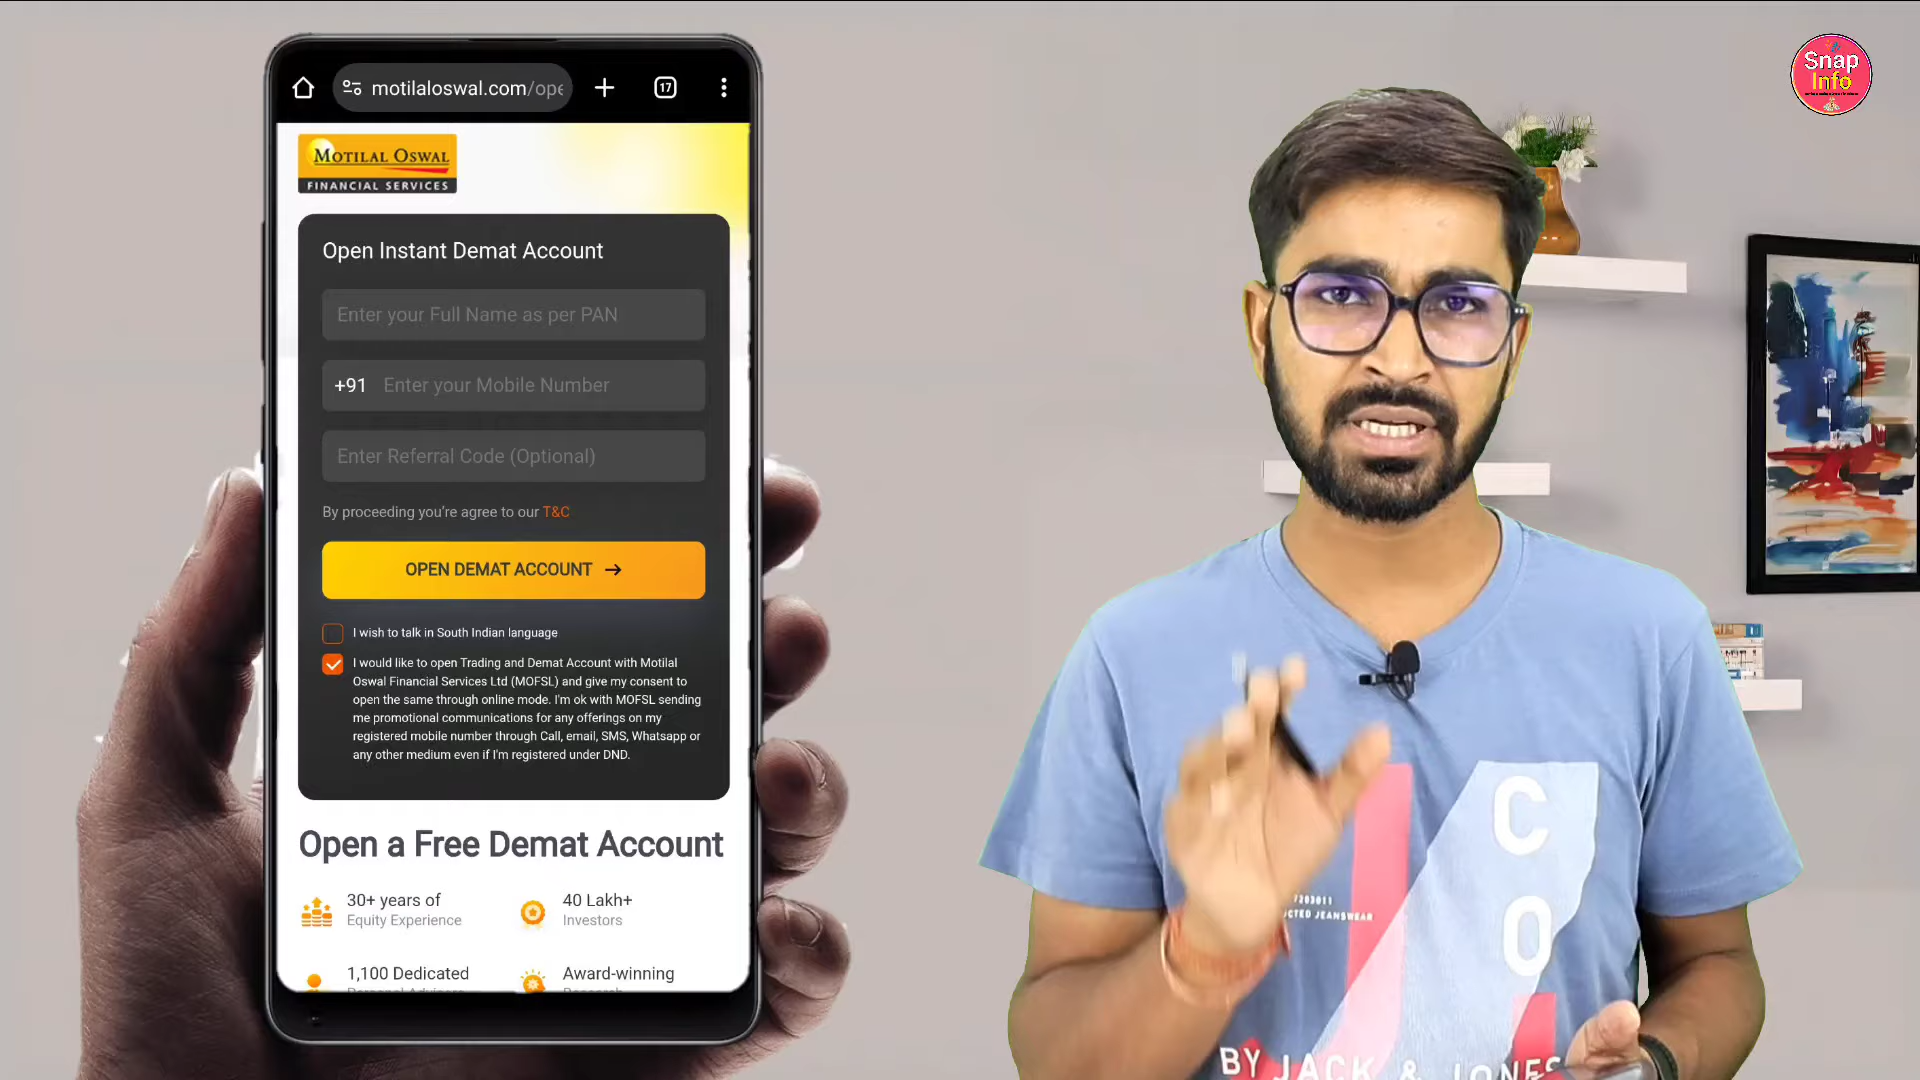 motilaloswal.com/ope
17
MOTILAL OSWAL
FINANCIAL SERVICES
Open Instant Demat Account
Enter your Full Name as per PAN
+91 Enter your Mobile Number
Enter Referral Code (Optional)
By proceeding you're agree to our T&C
OPEN DEMAT ACCOUNT →
I wish to talk in South Indian language
I would like to open Trading and Demat Account with Motilal
Oswal Financial Services Ltd (MOFSL) and give my consent to
open the same through online mode. I'm ok with MOFSL sending
me promotional communications for any offerings on my
registered mobile number through Call, email, SMS, Whatsapp or
any other medium even if I'm registered under DND.
Open a Free Demat Account
30+ years of
Equity Experience
40 Lakh+
Investors
1,100 Dedicated
Award-winning
Snap
Info
CO
7203011
CTED JEANSWEAR
BY JACK & JONES